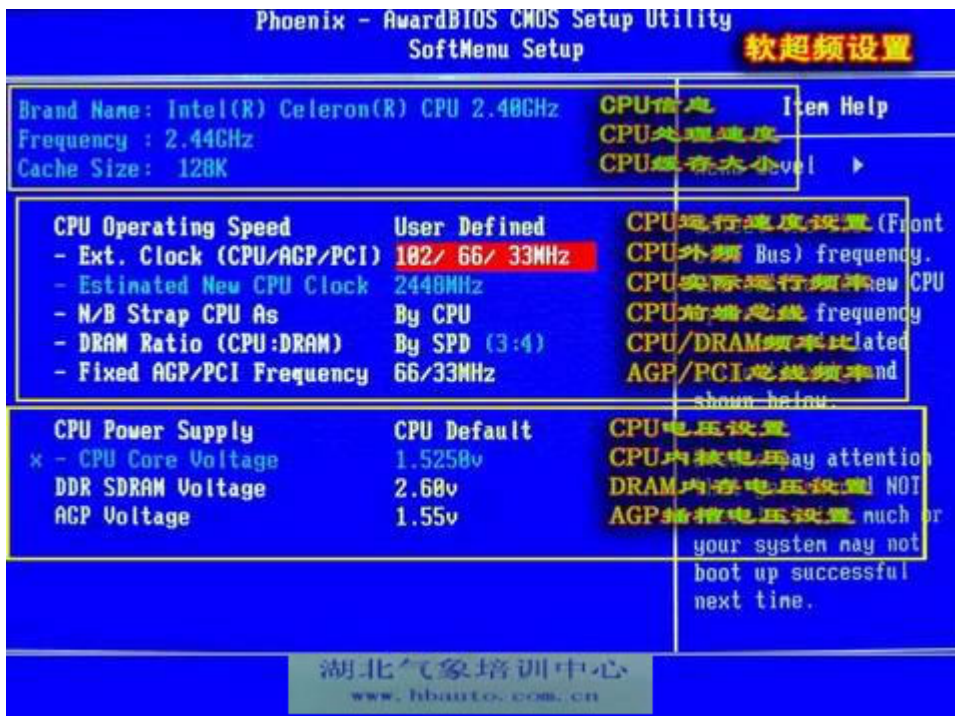 Phoenix - AwardBIOS CMOS Setup Utility
SoftMenu Setup
软超频设置
Brand Name: Intel(R) Celeron(R) CPU 2.40GHz CPU信息 Item Help
Frequency : 2.44GHz CPU处理速度
Cache Size: 128K CPU缓存大小
CPU Operating Speed User Defined CPU运行速度设置 (Front
- Ext. Clock (CPU/AGP/PCI) 102/ 66/ 33MHz CPU外频 Bus) frequency.
- Estimated New CPU Clock 2448MHz CPU实际运行频率 new CPU
- N/B Strap CPU As By CPU CPU前端总线 frequency
- DRAM Ratio (CPU:DRAM) By SPD (3:4) CPU/DRAM频率比
- Fixed AGP/PCI Frequency 66/33MHz AGP/PCI总线频率 and
shown below.
CPU Power Supply CPU Default CPU电压设置
x - CPU Core Voltage 1.5250v CPU内核电压 pay attention
DDR SDRAM Voltage 2.60v DRAM内存电压设置 NOT
AGP Voltage 1.55v AGP插槽电压设置 much or
your system may not
boot up successful
next time.
湖北气象培训中心
www.hbauto.com.cn